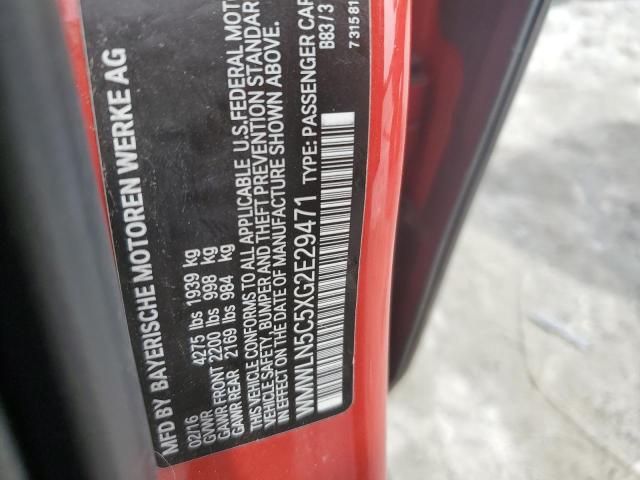 MFD BY BAYERISCHE MOTOREN WERKE AG
02/16
GVWR 4275 lbs 1939 kg
GAWR FRONT 2200 lbs 998 kg
GAWR REAR 2169 lbs 984 kg
THIS VEHICLE CONFORMS TO ALL APPLICABLE U.S. FEDERAL MOT
VEHICLE SAFETY, BUMPER AND THEFT PREVENTION STANDAR
IN EFFECT ON THE DATE OF MANUFACTURE SHOWN ABOVE.
WMWLN5C5XG2E29471 TYPE: PASSENGER CAR
B83/3
7 31581